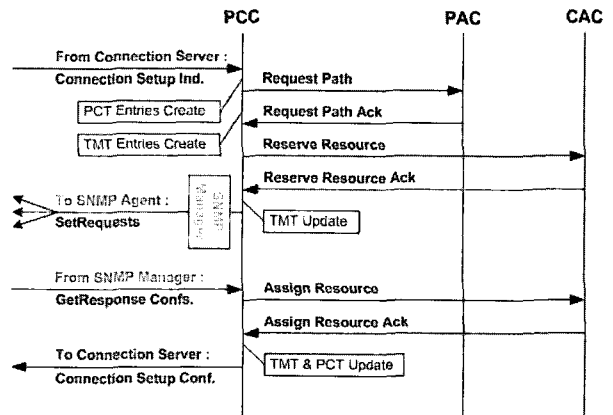 PCC PAC CAC
From Connection Server :
Connection Setup Ind.
Request Path
PCT Entries Create
Request Path Ack
TMT Entries Create
Reserve Resource
Reserve Resource Ack
To SNMP Agent :
SetRequests
SNMP
Manager
TMT Update
From SNMP Manager :
GetResponse Confs.
Assign Resource
Assign Resource Ack
To Connection Server :
Connection Setup Conf.
TMT & PCT Update